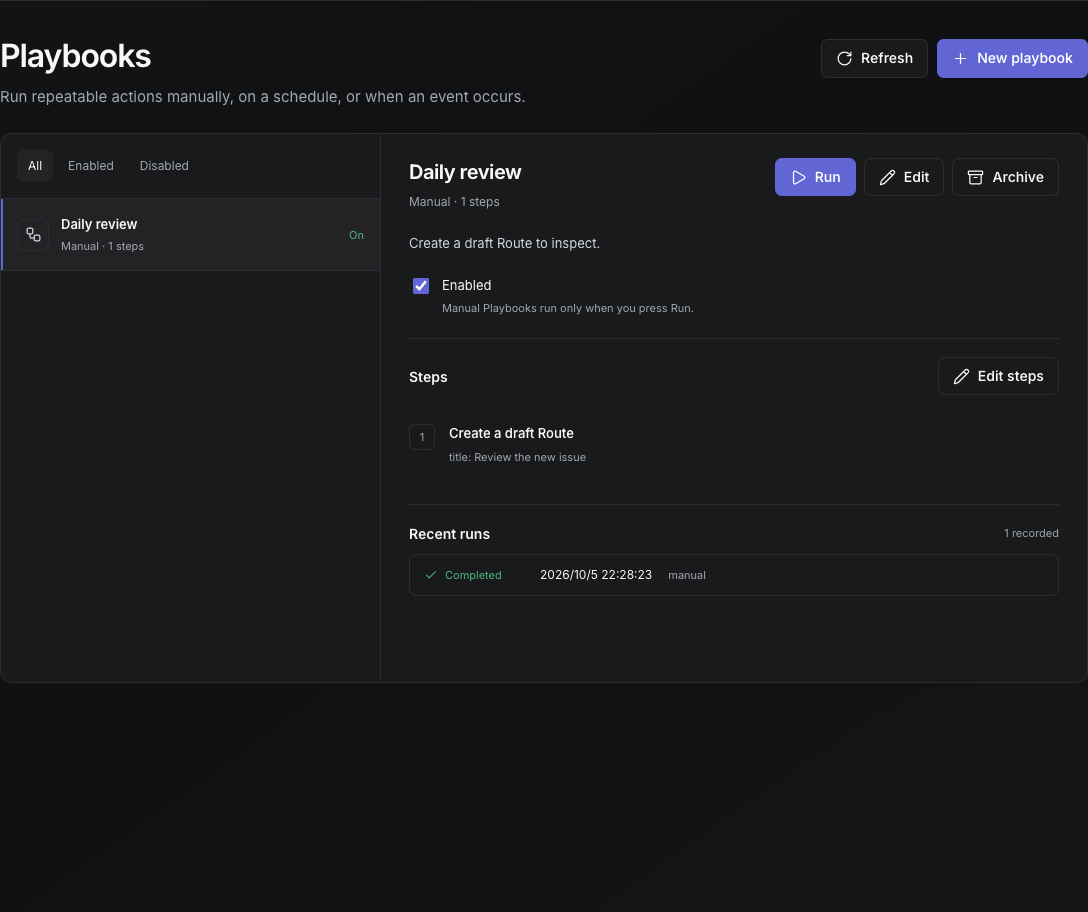 Playbooks
Refresh
New playbook
Run repeatable actions manually, on a schedule, or when an event occurs.
All
Enabled
Disabled
Daily review
Manual · 1 steps
On
Daily review
Manual · 1 steps
Run
Edit
Archive
Create a draft Route to inspect.
Enabled
Manual Playbooks run only when you press Run.
Steps
Edit steps
1
Create a draft Route
title: Review the new issue
Recent runs
1 recorded
Completed
2026/10/5 22:28:23
manual